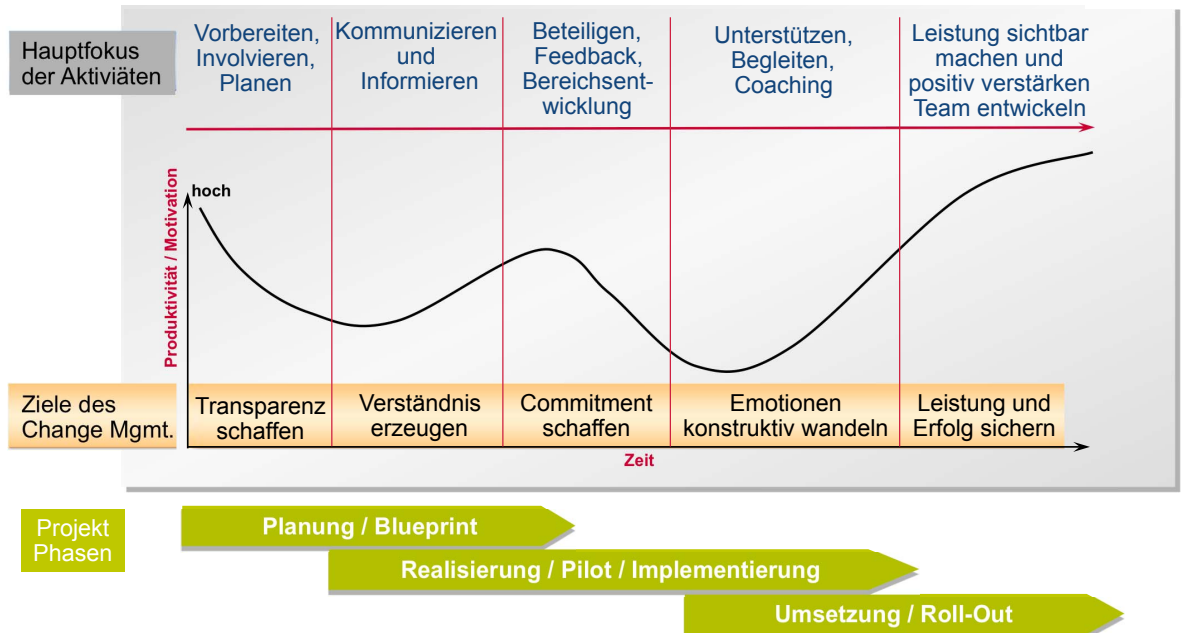 Hauptfokus
der Aktiviäten
Vorbereiten,
Involvieren,
Planen
Kommunizieren
und
Informieren
Beteiligen,
Feedback,
Bereichsent-
wicklung
Unterstützen,
Begleiten,
Coaching
Leistung sichtbar
machen und
positiv verstärken
Team entwickeln
hoch
Produktivität / Motivation
Ziele des
Change Mgmt.
Transparenz
schaffen
Verständnis
erzeugen
Commitment
schaffen
Emotionen
konstruktiv wandeln
Leistung und
Erfolg sichern
Zeit
Projekt
Phasen
Planung / Blueprint
Realisierung / Pilot / Implementierung
Umsetzung / Roll-Out